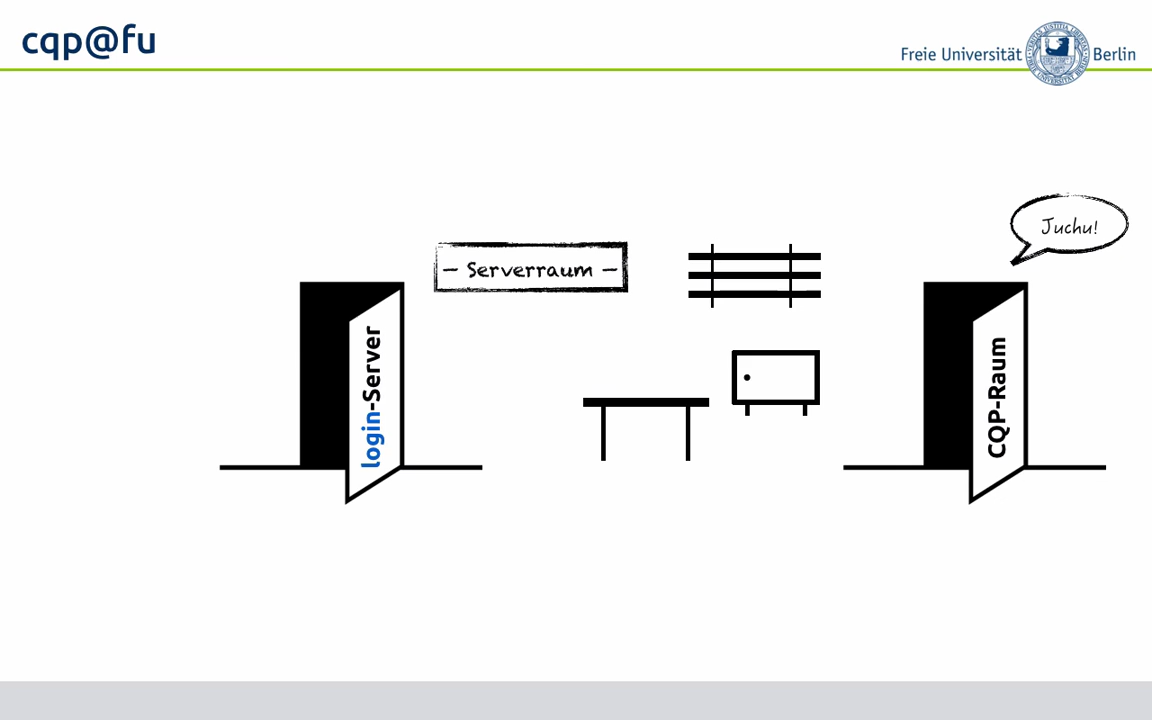 cqp@fu
Freie Universität Berlin
Juchu!
– Serverraum –
login-Server
CQP-Raum